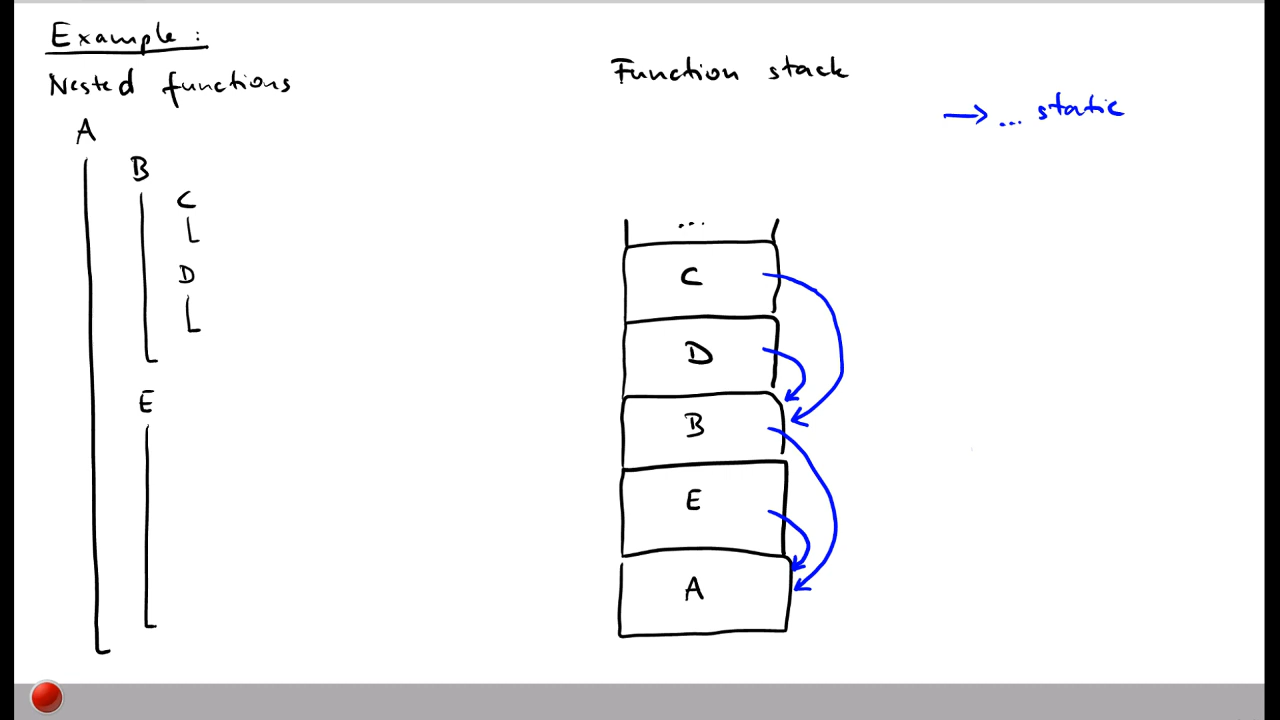 Example:
Nested functions
A
B
C
D
E
Function stack
→ ... static
...
C
D
B
E
A